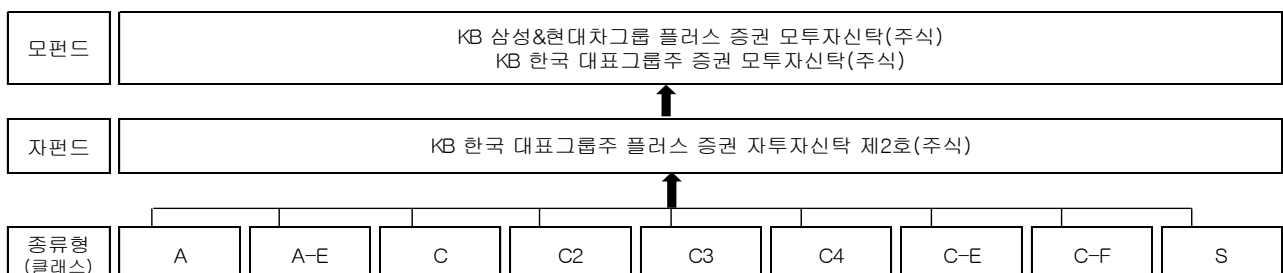 모펀드
KB 삼성&현대차그룹 플러스 증권 모투자신탁(주식)
KB 한국 대표그룹주 증권 모투자신탁(주식)
자펀드
KB 한국 대표그룹주 플러스 증권 자투자신탁 제2호(주식)
종류형
(클래스)
A
A-E
C
C2
C3
C4
C-E
C-F
S